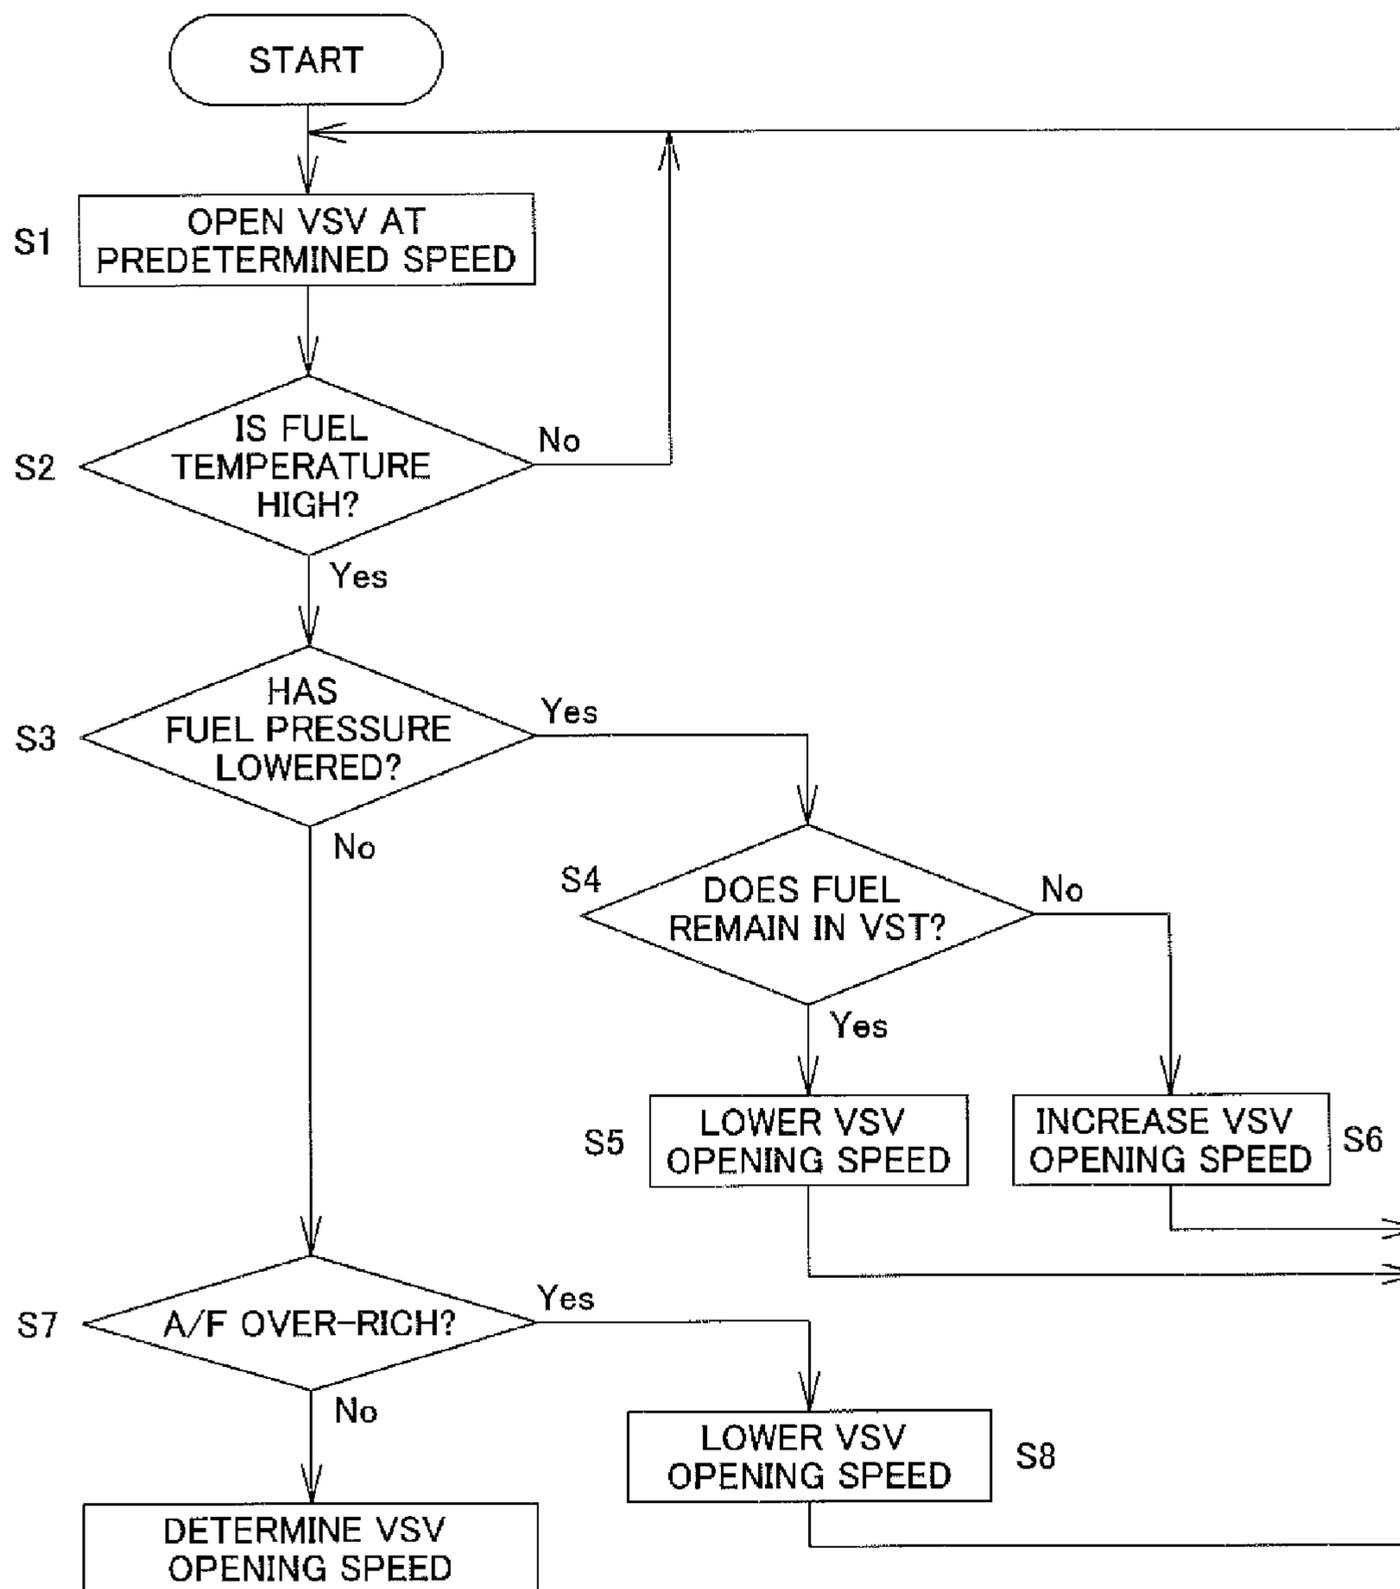 START
S1
OPEN VSV AT
PREDETERMINED SPEED
S2
IS FUEL
TEMPERATURE
HIGH?
No
Yes
S3
HAS
FUEL PRESSURE
LOWERED?
Yes
No
S4
DOES FUEL
REMAIN IN VST?
No
Yes
S5
LOWER VSV
OPENING SPEED
INCREASE VSV
OPENING SPEED
S6
S7
A/F OVER-RICH?
Yes
No
LOWER VSV
OPENING SPEED
S8
DETERMINE VSV
OPENING SPEED